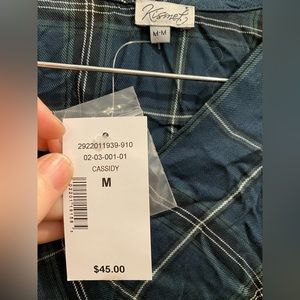 Kismet
M-M
2922011939-910
02-03-001-01
CASSIDY
M
$45.00